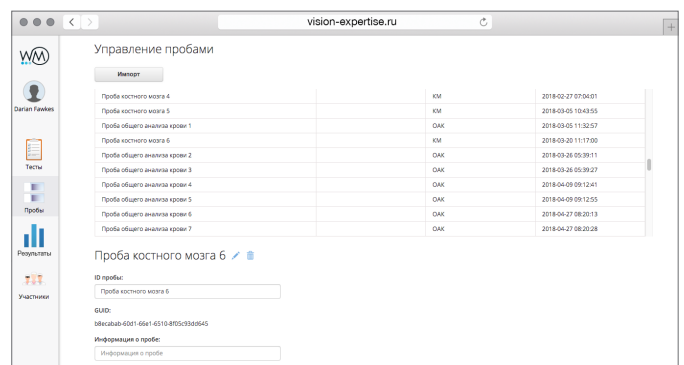 vision-expertise.ru
WM
Управление пробами
Импорт
Darian Fawkes
Тесты
Пробы
Результаты
Участники
Проба костного мозга 4 КМ 2018-02-27 07:04:01
Проба костного мозга 5 КМ 2018-03-05 10:43:55
Проба общего анализа крови 1 ОАК 2018-03-05 11:32:57
Проба костного мозга 6 КМ 2018-03-20 11:17:00
Проба общего анализа крови 2 ОАК 2018-03-26 05:39:11
Проба общего анализа крови 3 ОАК 2018-03-26 05:39:27
Проба общего анализа крови 4 ОАК 2018-04-09 09:12:41
Проба общего анализа крови 5 ОАК 2018-04-09 09:12:55
Проба общего анализа крови 6 ОАК 2018-04-27 08:20:13
Проба общего анализа крови 7 ОАК 2018-04-27 08:20:28
Проба костного мозга 6
ID пробы:
Проба костного мозга 6
GUID:
b8ecabab-60d1-66e1-6510-8f05c93dd645
Информация о пробе:
Информация о пробе